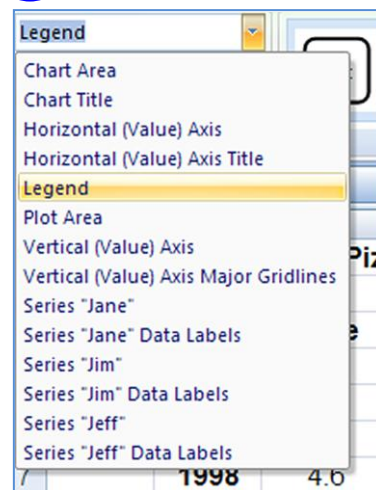 Legend
Chart Area
Chart Title
Horizontal (Value) Axis
Horizontal (Value) Axis Title
Legend
Plot Area
Vertical (Value) Axis
Vertical (Value) Axis Major Gridlines
Series "Jane"
Series "Jane" Data Labels
Series "Jim"
Series "Jim" Data Labels
Series "Jeff"
Series "Jeff" Data Labels
7 1998 4.6